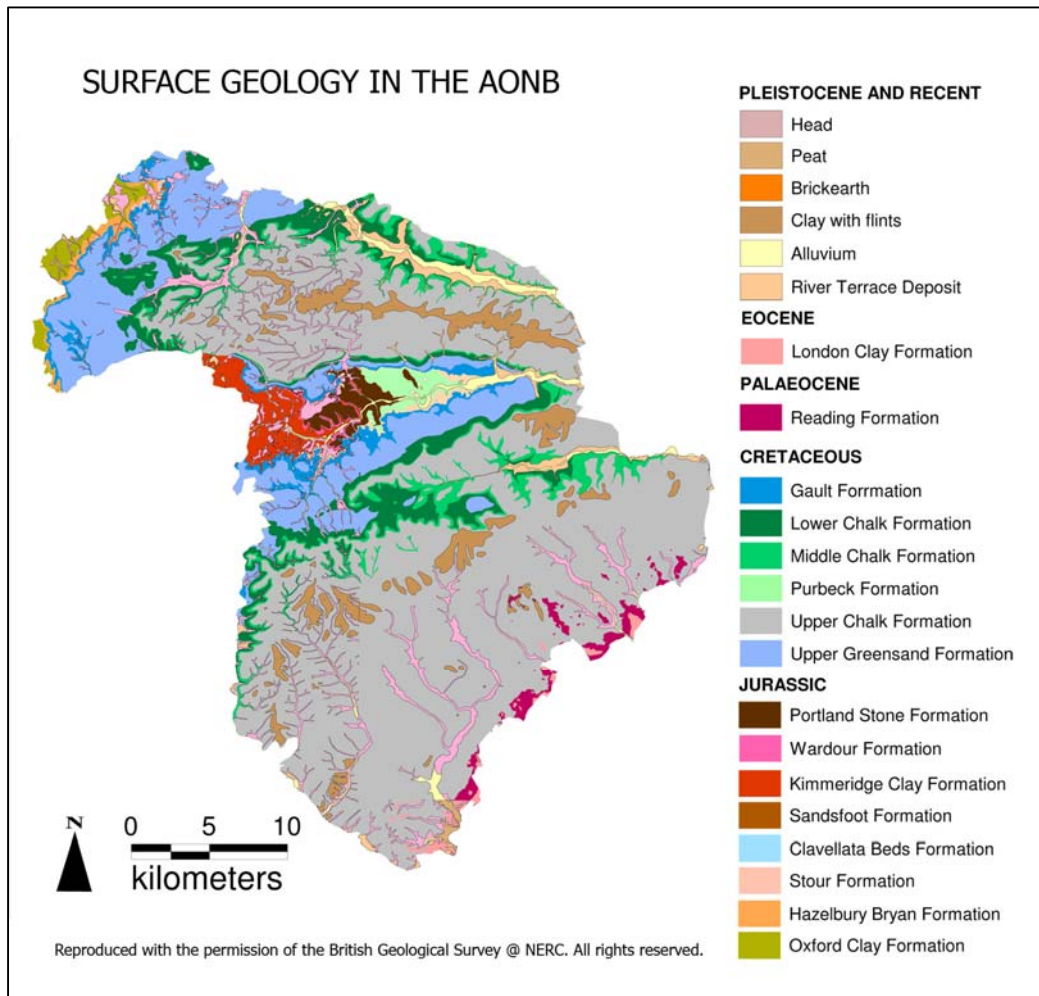 SURFACE GEOLOGY IN THE AONB
PLEISTOCENE AND RECENT
Head
Peat
Brickearth
Clay with flints
Alluvium
River Terrace Deposit
EOCENE
London Clay Formation
PALAEOCENE
Reading Formation
CRETACEOUS
Gault Forrmation
Lower Chalk Formation
Middle Chalk Formation
Purbeck Formation
Upper Chalk Formation
Upper Greensand Formation
JURASSIC
Portland Stone Formation
Wardour Formation
Kimmeridge Clay Formation
Sandsfoot Formation
Clavellata Beds Formation
Stour Formation
Hazelbury Bryan Formation
Oxford Clay Formation
N
0 5 10
kilometers
Reproduced with the permission of the British Geological Survey @ NERC. All rights reserved.